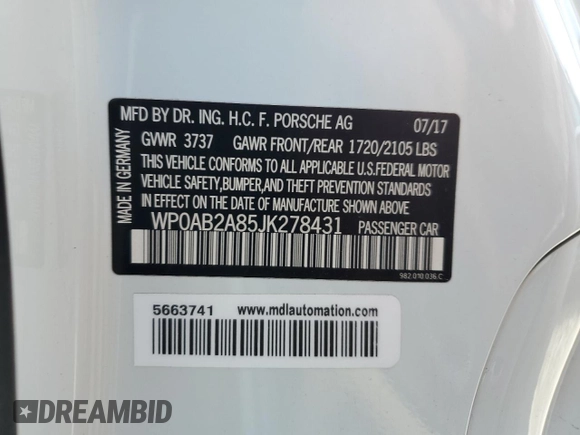 MFD BY DR. ING. H.C. F. PORSCHE AG 07/17
GVWR 3737 GAWR FRONT/REAR 1720/2105 LBS
THIS VEHICLE CONFORMS TO ALL APPLICABLE U.S.FEDERAL MOTOR
VEHICLE SAFETY,BUMPER,AND THEFT PREVENTION STANDARDS
IN EFFECT ON THE DATE OF MANUFACTURE SHOWN ABOVE.
WP0AB2A85JK278431 PASSENGER CAR
MADE IN GERMANY
982.010.036 C
5663741 www.mdlautomation.com
DREAMBID